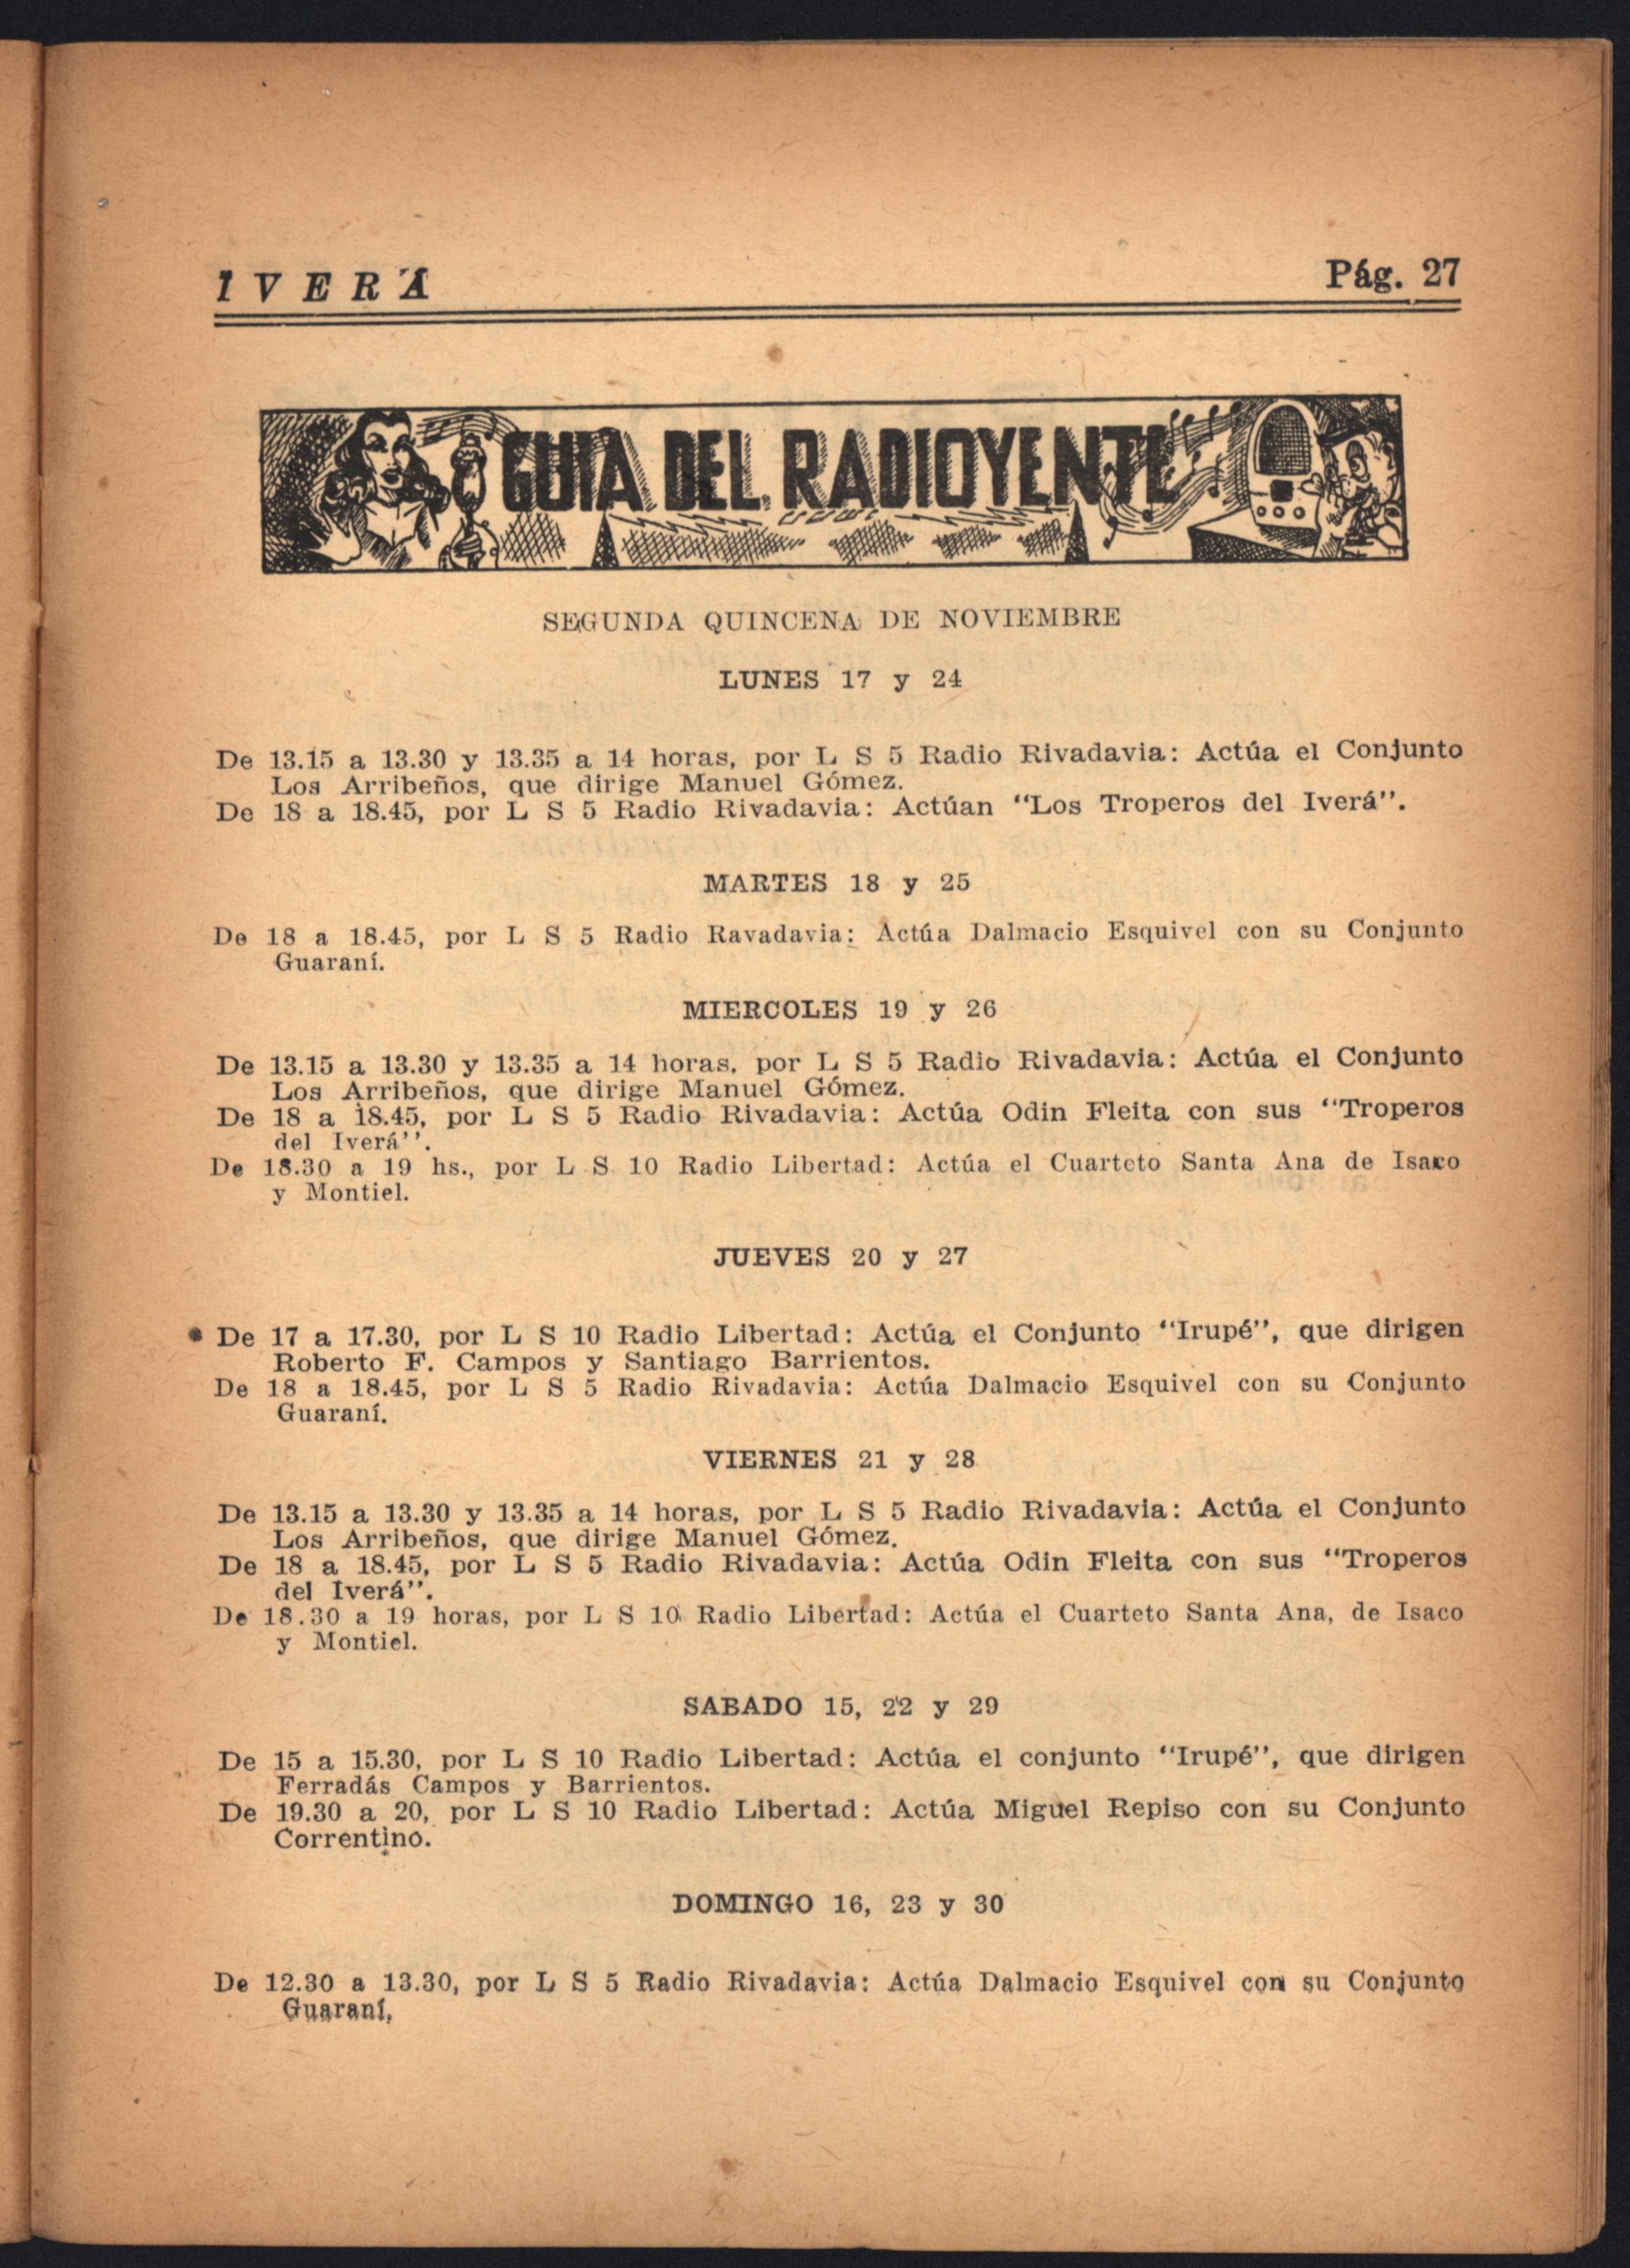 IVERÁ
Pág. 27
GUIA DEL RADIOYENTE
SEGUNDA QUINCENA DE NOVIEMBRE
LUNES 17 y 24
De 13.15 a 13.30 y 13.35 a 14 horas, por L S 5 Radio Rivadavia: Actúa el Conjunto
Los Arribeños, que dirige Manuel Gómez.
De 18 a 18.45, por L S 5 Radio Rivadavia: Actúan “Los Troperos del Iverá”.
MARTES 18 y 25
De 18 a 18.45, por L S 5 Radio Ravadavia: Actúa Dalmacio Esquivel con su Conjunto
Guaraní.
MIERCOLES 19 y 26
De 13.15 a 13.30 y 13.35 a 14 horas, por L S 5 Radio Rivadavia: Actúa el Conjunto
Los Arribeños, que dirige Manuel Gómez.
De 18 a 18.45, por L S 5 Radio Rivadavia: Actúa Odin Fleita con sus “Troperos
del Iverá”.
De 18.30 a 19 hs., por L S 10 Radio Libertad: Actúa el Cuarteto Santa Ana de Isaco
y Montiel.
JUEVES 20 y 27
De 17 a 17.30, por L S 10 Radio Libertad: Actúa el Conjunto “Irupé”, que dirigen
Roberto F. Campos y Santiago Barrientos.
De 18 a 18.45, por L S 5 Radio Rivadavia: Actúa Dalmacio Esquivel con su Conjunto
Guaraní.
VIERNES 21 y 28
De 13.15 a 13.30 y 13.35 a 14 horas, por L S 5 Radio Rivadavia: Actúa el Conjunto
Los Arribeños, que dirige Manuel Gómez.
De 18 a 18.45, por L S 5 Radio Rivadavia: Actúa Odin Fleita con sus “Troperos
del Iverá”.
De 18.30 a 19 horas, por L S 10 Radio Libertad: Actúa el Cuarteto Santa Ana, de Isaco
y Montiel.
SABADO 15, 22 y 29
De 15 a 15.30, por L S 10 Radio Libertad: Actúa el conjunto “Irupé”, que dirigen
Ferradás Campos y Barrientos.
De 19.30 a 20, por L S 10 Radio Libertad: Actúa Miguel Repiso con su Conjunto
Correntino.
DOMINGO 16, 23 y 30
De 12.30 a 13.30, por L S 5 Radio Rivadavia: Actúa Dalmacio Esquivel con su Conjunto
Guaraní,